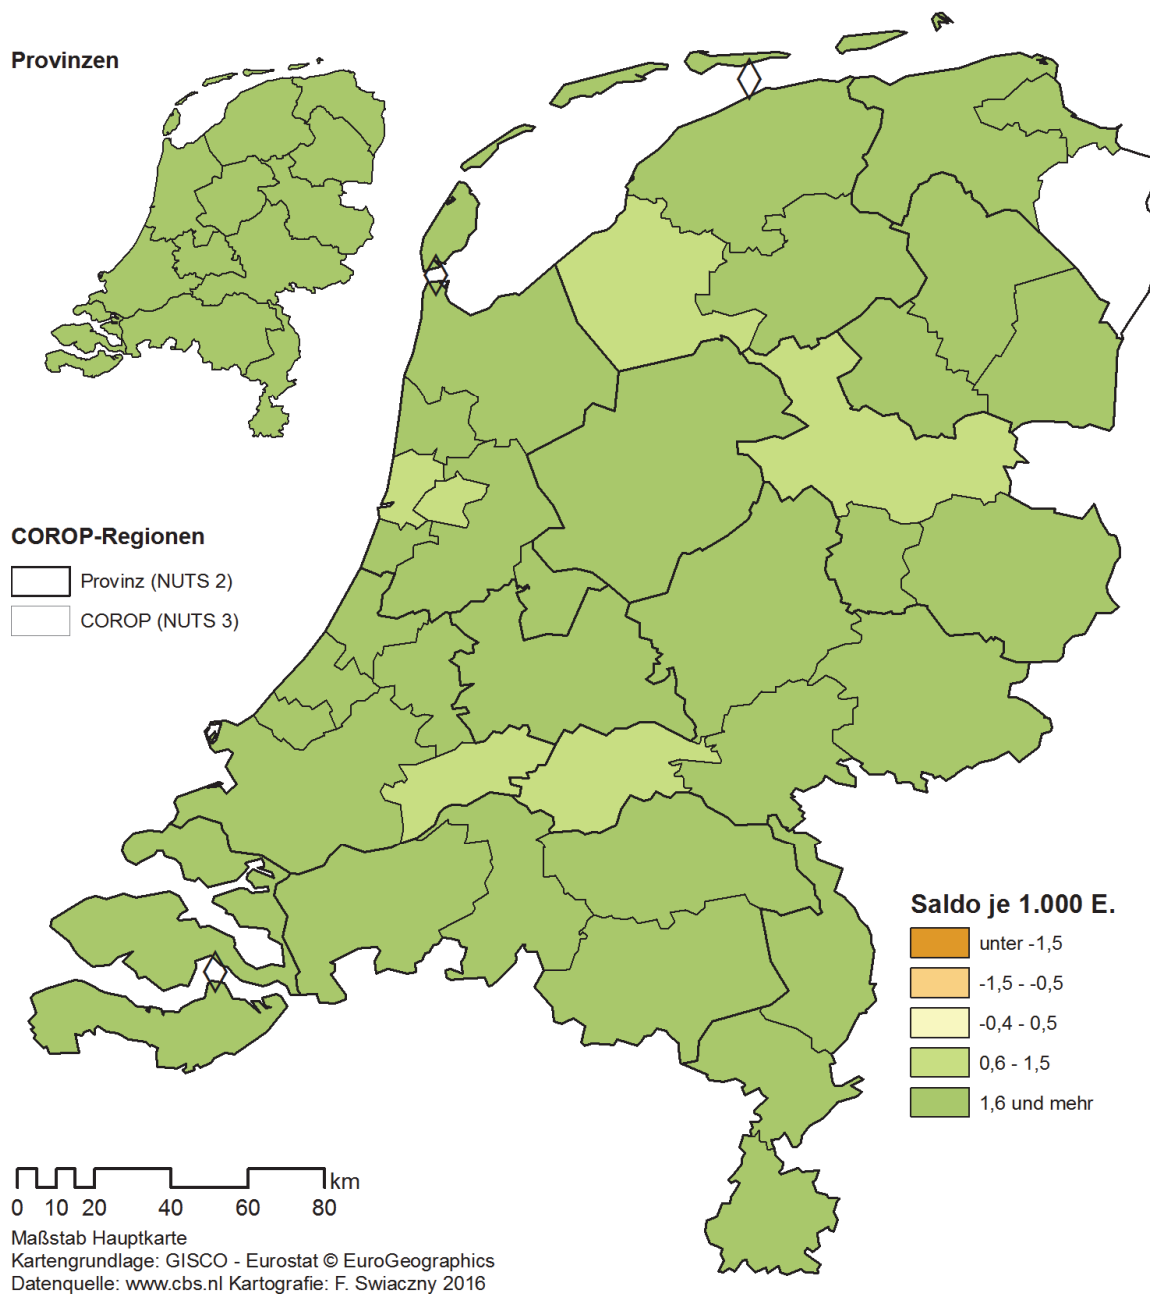 Provinzen
COROP-Regionen
Provinz (NUTS 2)
COROP (NUTS 3)
Saldo je 1.000 E.
unter -1,5
-1,5 - -0,5
-0,4 - 0,5
0,6 - 1,5
1,6 und mehr
km
0 10 20 40 60 80
Maßstab Hauptkarte
Kartengrundlage: GISCO - Eurostat © EuroGeographics
Datenquelle: www.cbs.nl Kartografie: F. Swiaczny 2016